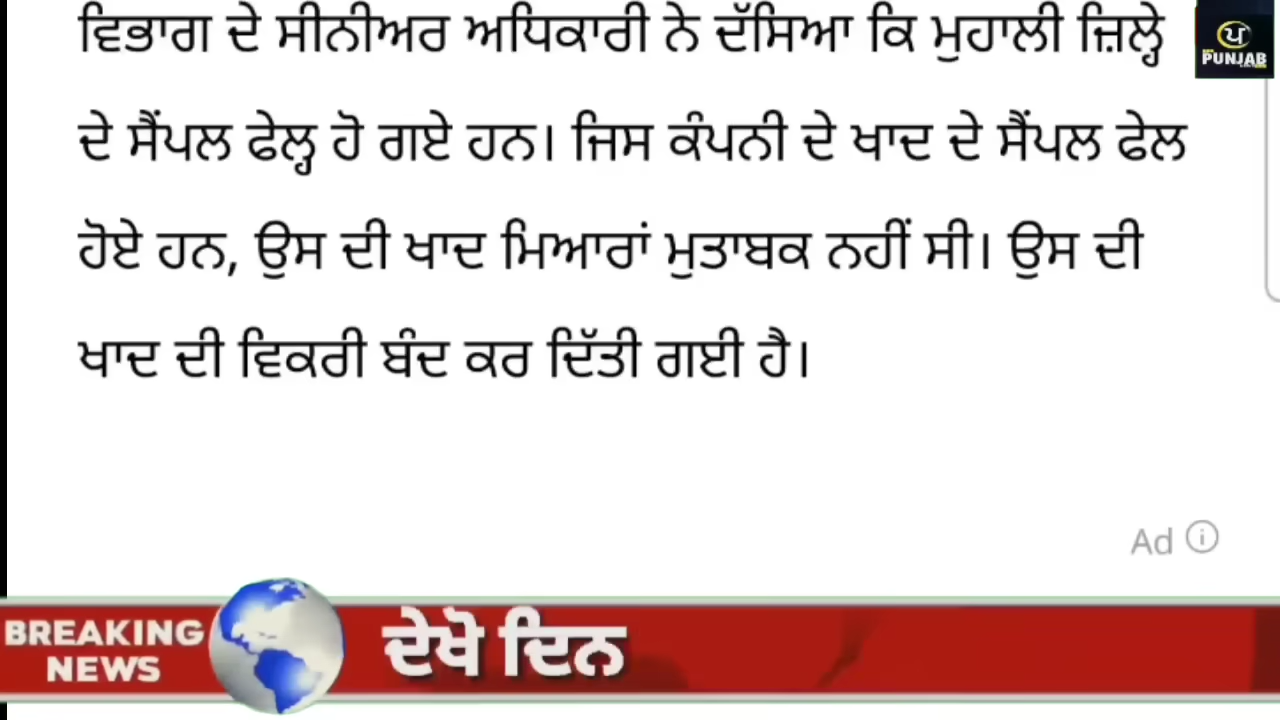 ਵਿਭਾਗ ਦੇ ਸੀਨੀਅਰ ਅਧਿਕਾਰੀ ਨੇ ਦੱਸਿਆ ਕਿ ਮੁਹਾਲੀ ਜ਼ਿਲ੍ਹੇ
ਦੇ ਸੈਂਪਲ ਫੇਲ੍ਹ ਹੋ ਗਏ ਹਨ। ਜਿਸ ਕੰਪਨੀ ਦੇ ਖਾਦ ਦੇ ਸੈਂਪਲ ਫੇਲ
ਹੋਏ ਹਨ, ਉਸ ਦੀ ਖਾਦ ਮਿਆਰਾਂ ਮੁਤਾਬਕ ਨਹੀਂ ਸੀ। ਉਸ ਦੀ
ਖਾਦ ਦੀ ਵਿਕਰੀ ਬੰਦ ਕਰ ਦਿੱਤੀ ਗਈ ਹੈ।
ਪ
PUNJAB
Ad
BREAKING
NEWS
ਦੇਖੋ ਦਿਨ